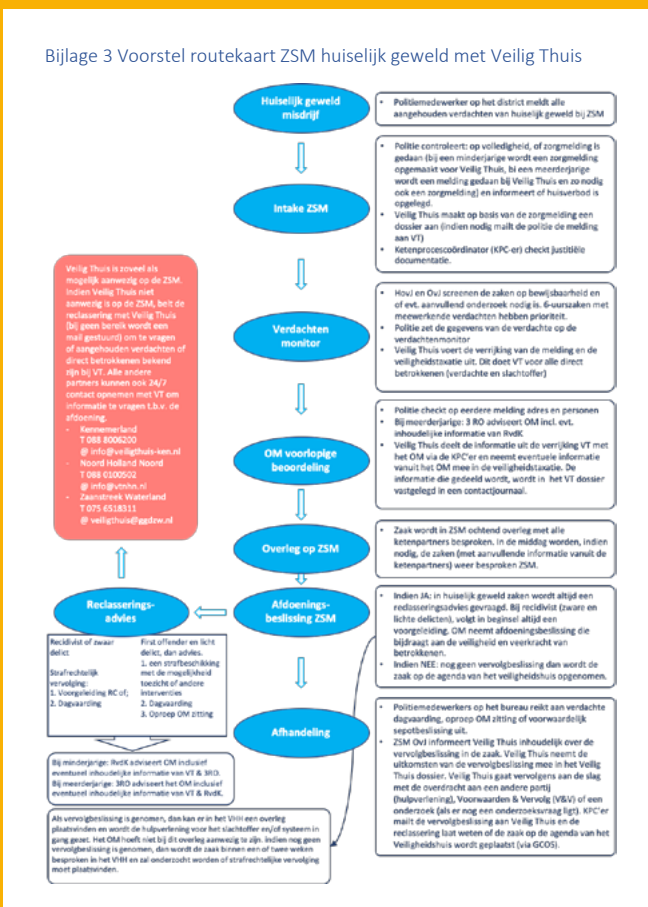 Bijlage 3 Voorstel routekaart ZSM huiselijk geweld met Veilig Thuis
Huiselijk geweld
misdrijf
• Politiemedewerker op het district meldt alle
aangehouden verdachten van huiselijk geweld bij ZSM
Intake ZSM
• Politie controleert: op volledigheid, of zorgmelding is
gedaan (bij een minderjarige wordt een zorgmelding
opgemaakt voor Veilig Thuis, bi een meerderjarige
wordt een melding gedaan bij Veilig Thuis en zo nodig
ook een zorgmelding) en informeert of huisverbod is
opgelegd.
• Veilig Thuis maakt op basis van de zorgmelding een
dossier aan (indien nodig mailt de politie de melding
aan VT)
• Ketenprocescoördinator (KPC-er) checkt justitiële
documentatie.
Veilig Thuis is zoveel als
mogelijk aanwezig op de ZSM.
Indien Veilig Thuis niet
aanwezig is op de ZSM, belt de
reclassering met Veilig Thuis
(bij geen bereik wordt een
mail gestuurd) om te vragen
of aangehouden verdachten of
direct betrokkenen bekend
zijn bij VT. Alle andere
partners kunnen ook 24/7
contact opnemen met VT om
informatie te vragen t.b.v. de
afdoening.
- Kennemerland
T 088 8006200
@ info@veiligthuis-ken.nl
- Noord Holland Noord
T 088 0100502
@ info@vtnhn.nl
- Zaanstreek Waterland
T 075 6518311
@ veiligthuis@ggdzw.nl
Verdachten
monitor
• HovJ en OvJ screenen de zaken op bewijsbaarheid en
of evt. aanvullend onderzoek nodig is. 6-uurszaken met
meewerkende verdachten hebben prioriteit.
• Politie zet de gegevens van de verdachte op de
verdachtenmonitor
• Veilig Thuis voert de verrijking van de melding en de
veiligheidstaxatie uit. Dit doet VT voor alle direct
betrokkenen (verdachte en slachtoffer)
OM voorlopige
beoordeling
• Politie checkt op eerdere melding adres en personen
• Bij meerderjarige: 3 RO adviseert OM incl. evt.
inhoudelijke informatie van RvdK
• Veilig Thuis deelt de informatie uit de verrijking VT met
het OM via de KPC'er en neemt eventuele informatie
vanuit het OM mee in de veiligheidstaxatie. De
informatie die gedeeld wordt, wordt in het VT dossier
vastgelegd in een contactjournaal.
Overleg op ZSM
• Zaak wordt in ZSM ochtend overleg met alle
ketenpartners besproken. In de middag worden, indien
nodig, de zaken (met aanvullende informatie vanuit de
ketenpartners) weer besproken ZSM.
Reclasserings-
advies
Afdoenings-
beslissing ZSM
• Indien JA: in huiselijk geweld zaken wordt altijd een
reclasseringsadvies gevraagd. Bij recidivist (zware en
lichte delicten), volgt in beginsel altijd een
voorgeleiding. OM neemt afdoeningsbeslissing die
bijdraagt aan de veiligheid en veerkracht van
betrokkenen.
• Indien NEE: nog geen vervolgbeslissing dan wordt de
zaak op de agenda van het veiligheidshuis opgenomen.
Recidivist of zwaar
delict
Strafrechtelijk
vervolging:
1. Voorgeleiding RC of;
2. Dagvaarding
First offender en licht
delict, dan advies.
1. een strafbeschikking
met de mogelijkheid
toezicht of andere
interventies
2. Dagvaarding
3. Oproep OM zitting
Afhandeling
• Politiemedewerkers op het bureau reikt aan verdachte
dagvaarding, oproep OM zitting of voorwaardelijk
sepotbeslissing uit.
• ZSM OvJ informeert Veilig Thuis inhoudelijk over de
vervolgbeslissing in de zaak. Veilig Thuis neemt de
uitkomsten van de vervolgbeslissing mee in het Veilig
Thuis dossier. Veilig Thuis gaat vervolgens aan de slag
met de overdracht aan een andere partij
(hulpverlening), Voorwaarden & Vervolg (V&V) of een
onderzoek (als er nog een onderzoeksvraag ligt). KPC'er
mailt de vervolgbeslissing aan Veilig Thuis en de
reclassering laat weten of de zaak op de agenda van het
Veiligheidshuis wordt geplaatst (via GCOS).
Bij minderjarige: RvdK adviseert OM inclusief
eventueel inhoudelijke informatie van VT & 3RO.
Bij meerderjarige: 3RO adviseert het OM inclusief
eventueel inhoudelijke informatie van VT & RvdK.
Als vervolgbeslissing is genomen, dan kan er in het VHH een overleg
plaatsvinden en wordt de hulpverlening voor het slachtoffer en/of systeem in
gang gezet. Het OM hoeft niet bij dit overleg aanwezig te zijn. indien nog geen
vervolgbeslissing is genomen, dan wordt de zaak binnen een of twee weken
besproken in het VHH en zal onderzocht worden of strafrechtelijke vervolging
moet plaatsvinden.